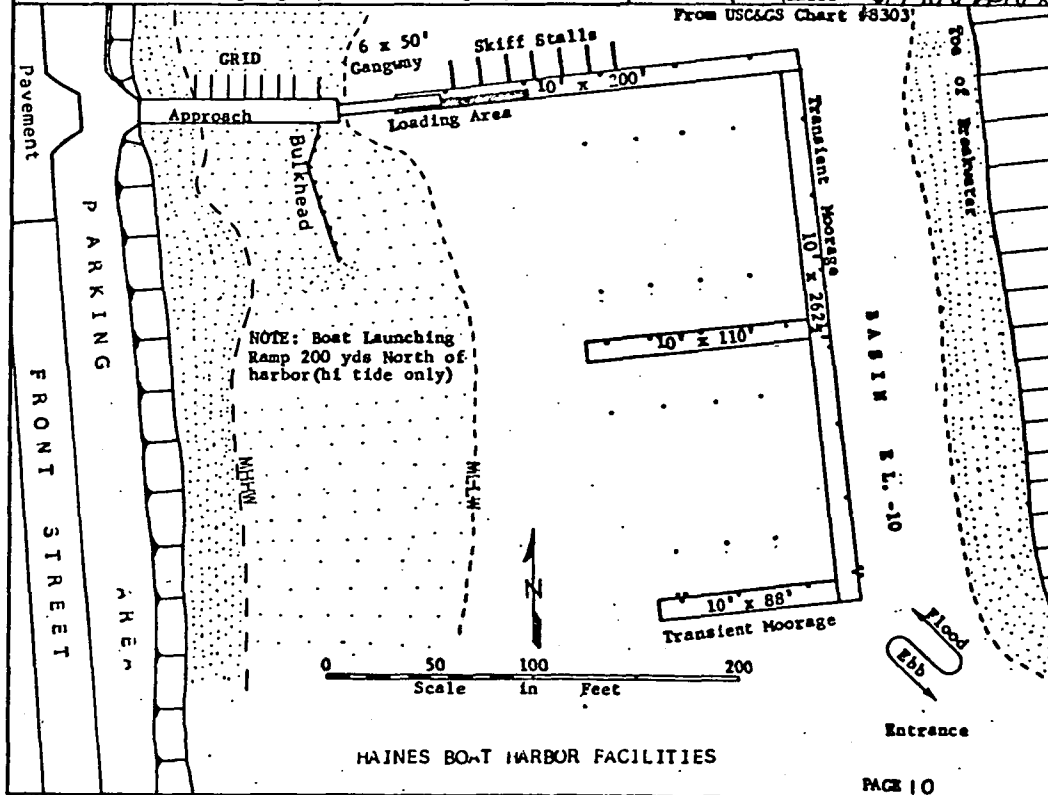 From USC&GS Chart #8303
6 x 50'
Gangway
Skiff Stalls
GRID
10' x 200'
Approach
Loading Area
Pavement
Bulkhead
Transient Moorage
10' x 262'
Toe of Breakwater
PARKING
AREA
FRONT STREET
NOTE: Boat Launching
Ramp 200 yds North of
harbor(hi tide only)
10' x 110'
BASIN EL. -10
MHHW
MLLW
N
10' x 88'
Transient Moorage
Flood
Ebb
0 50 100 200
Scale in Feet
Entrance
HAINES BOAT HARBOR FACILITIES
PAGE 10